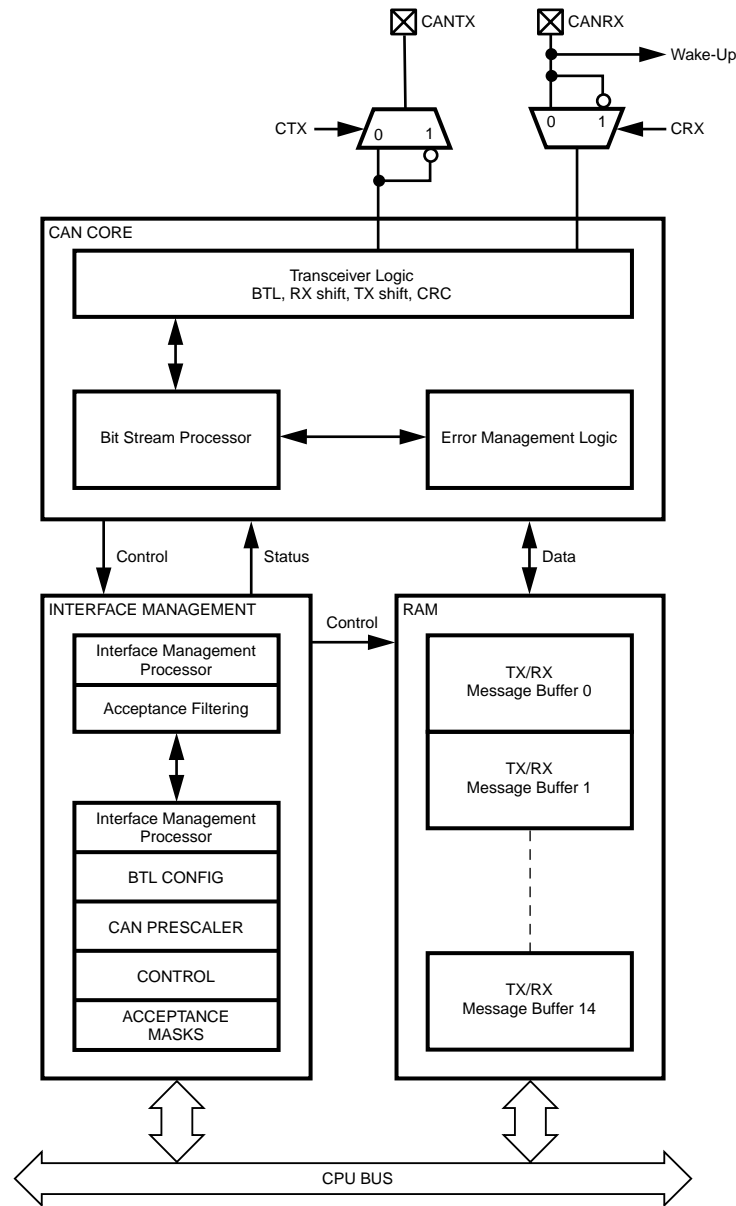 CANTX
CANRX
Wake-Up
CTX
0
1
0
1
CRX
CAN CORE
Transceiver Logic
BTL, RX shift, TX shift, CRC
Bit Stream Processor
Error Management Logic
Control
Status
Data
INTERFACE MANAGEMENT
Control
RAM
Interface Management
Processor
Acceptance Filtering
TX/RX
Message Buffer 0
TX/RX
Message Buffer 1
Interface Management
Processor
BTL CONFIG
CAN PRESCALER
CONTROL
ACCEPTANCE
MASKS
TX/RX
Message Buffer 14
CPU BUS